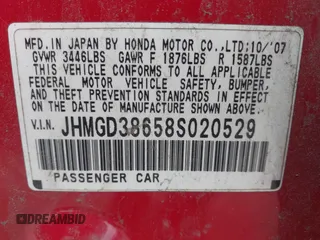 MFD. IN JAPAN BY HONDA MOTOR CO.,LTD:10/'07
GVWR 3446LBS GAWR F 1876LBS R 1587LBS
THIS VEHICLE CONFORMS TO ALL APPLICABLE
FEDERAL MOTOR VEHICLE SAFETY, BUMPER,
AND THEFT PREVENTION STANDARDS IN EFFECT
ON THE DATE OF MANUFACTURE SHOWN ABOVE.
V.I.N. JHMGD38658S020529
PASSENGER CAR
DREAMBID